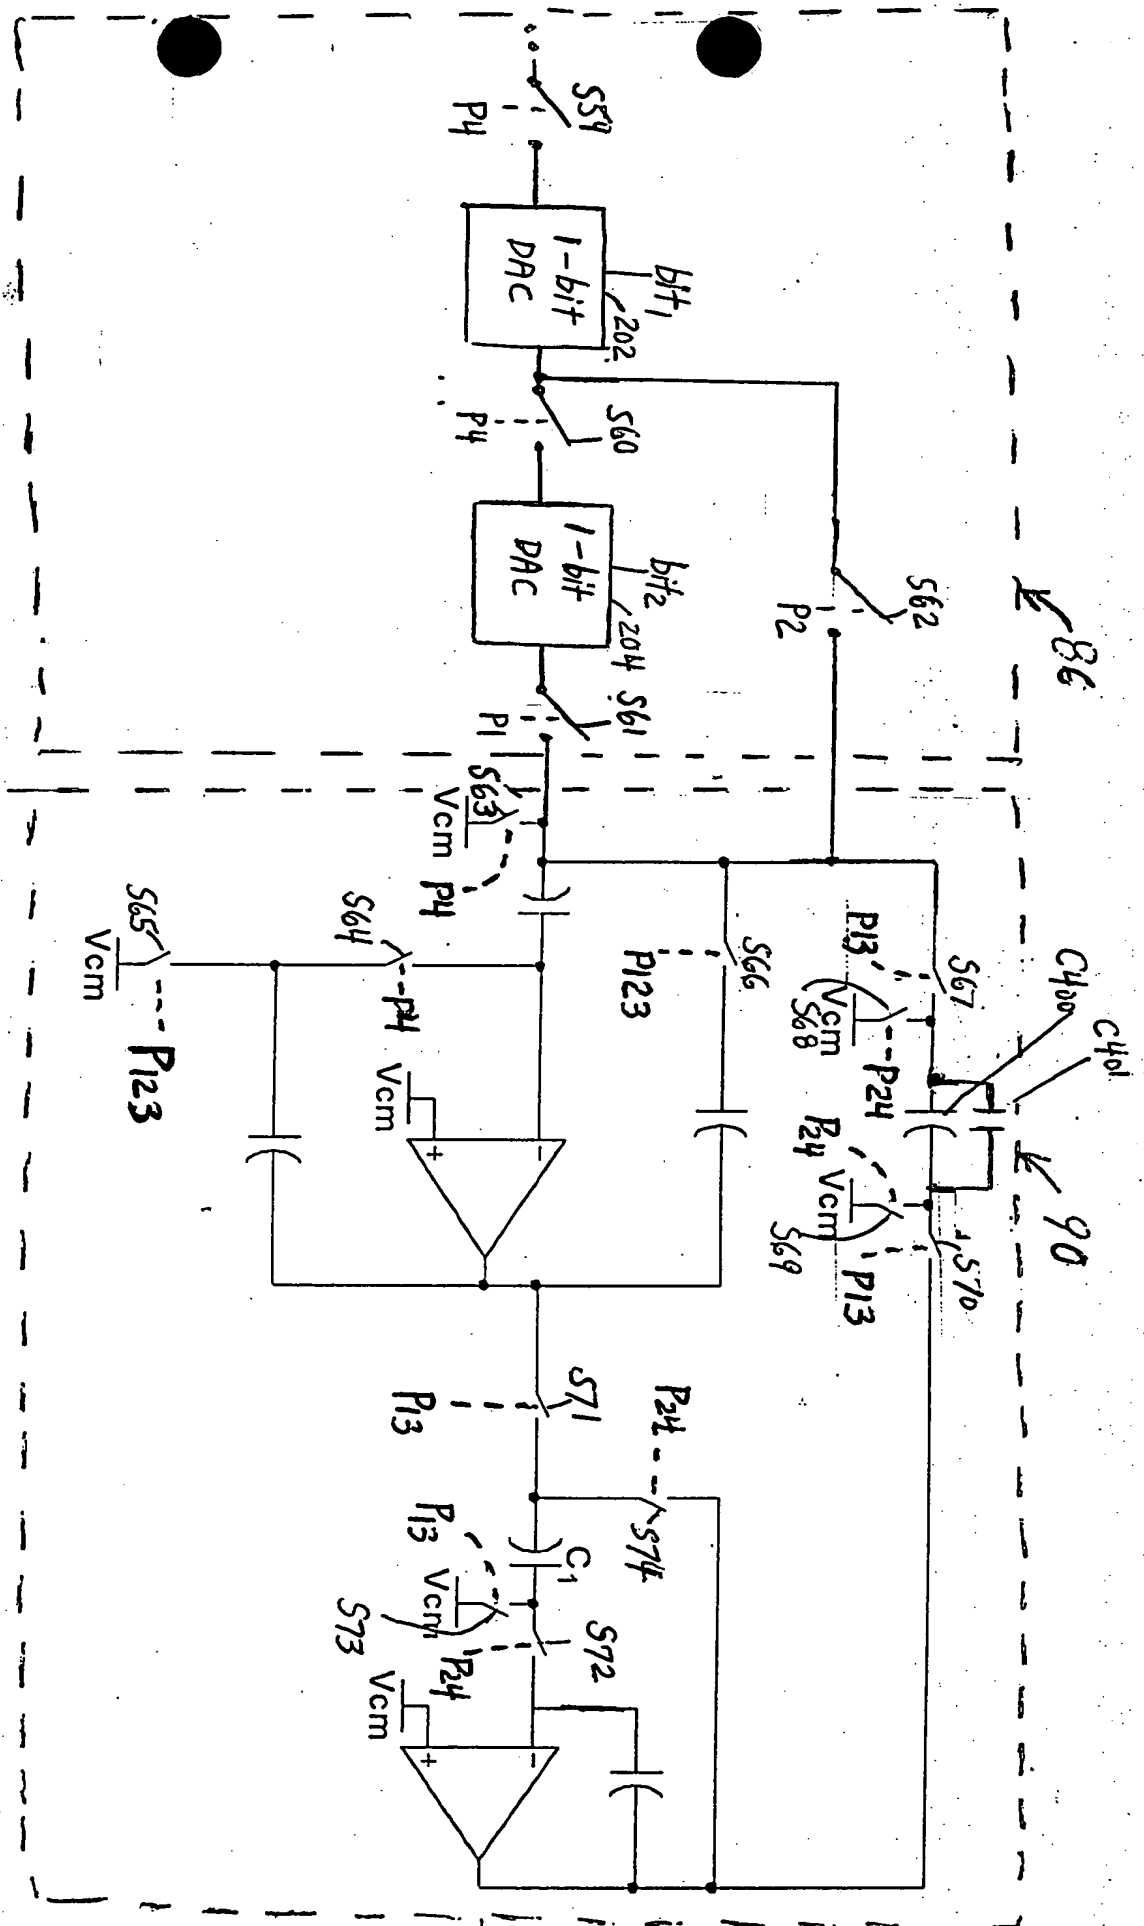 86
90
S54
P4
bit1
202
1-bit
DAC
S60
P4
bit2
204
1-bit
DAC
S62
P2
S61
P1
S63
Vcm
P4
S64
P4
S65
Vcm
P123
S66
P123
S67
P13
Vcm
S68
P24
C400
C401
P24
Vcm
S69
S70
P13
Vcm
+
-
S71
P13
P24
S74
C1
P13
Vcm
S73
S72
P24
Vcm
+
-